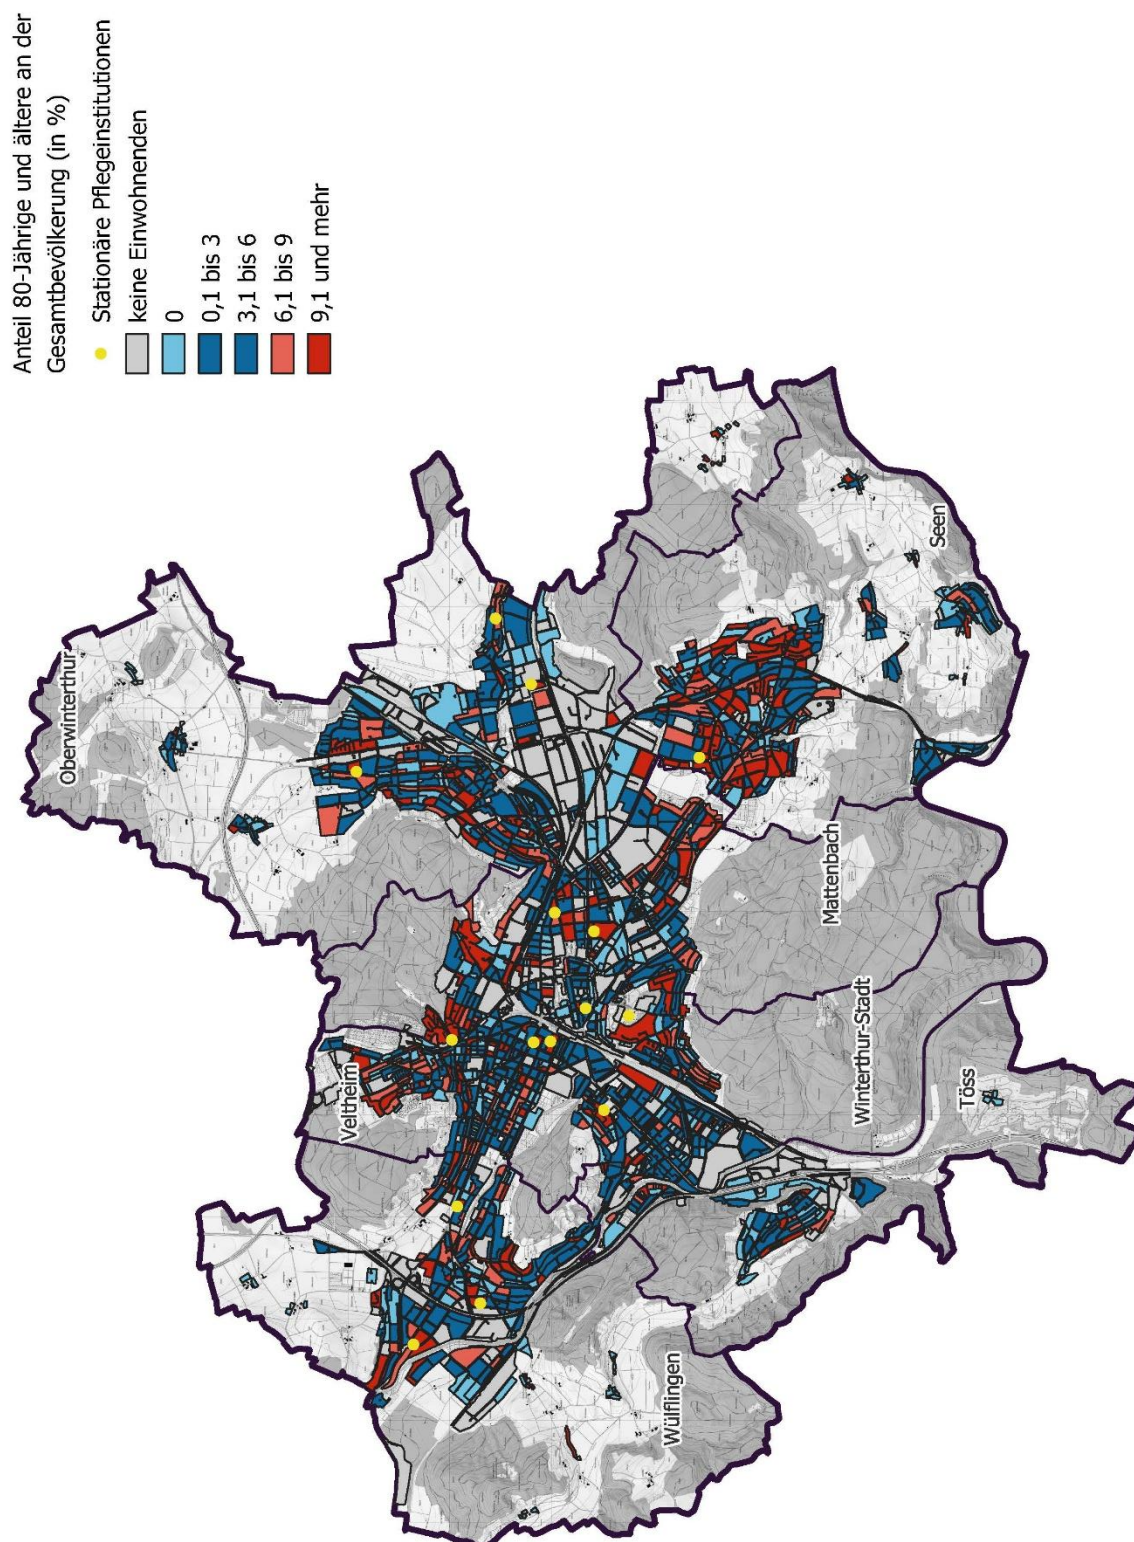 Anteil 80-Jährige und ältere an der
Gesamtbevölkerung (in %)
Stationäre Pflegeinstitutionen
keine Einwohnenden
0
0,1 bis 3
3,1 bis 6
6,1 bis 9
9,1 und mehr
Oberwinterthur
Seen
Mattenbach
Veltheim
Winterthur-Stadt
Töss
Wülflingen